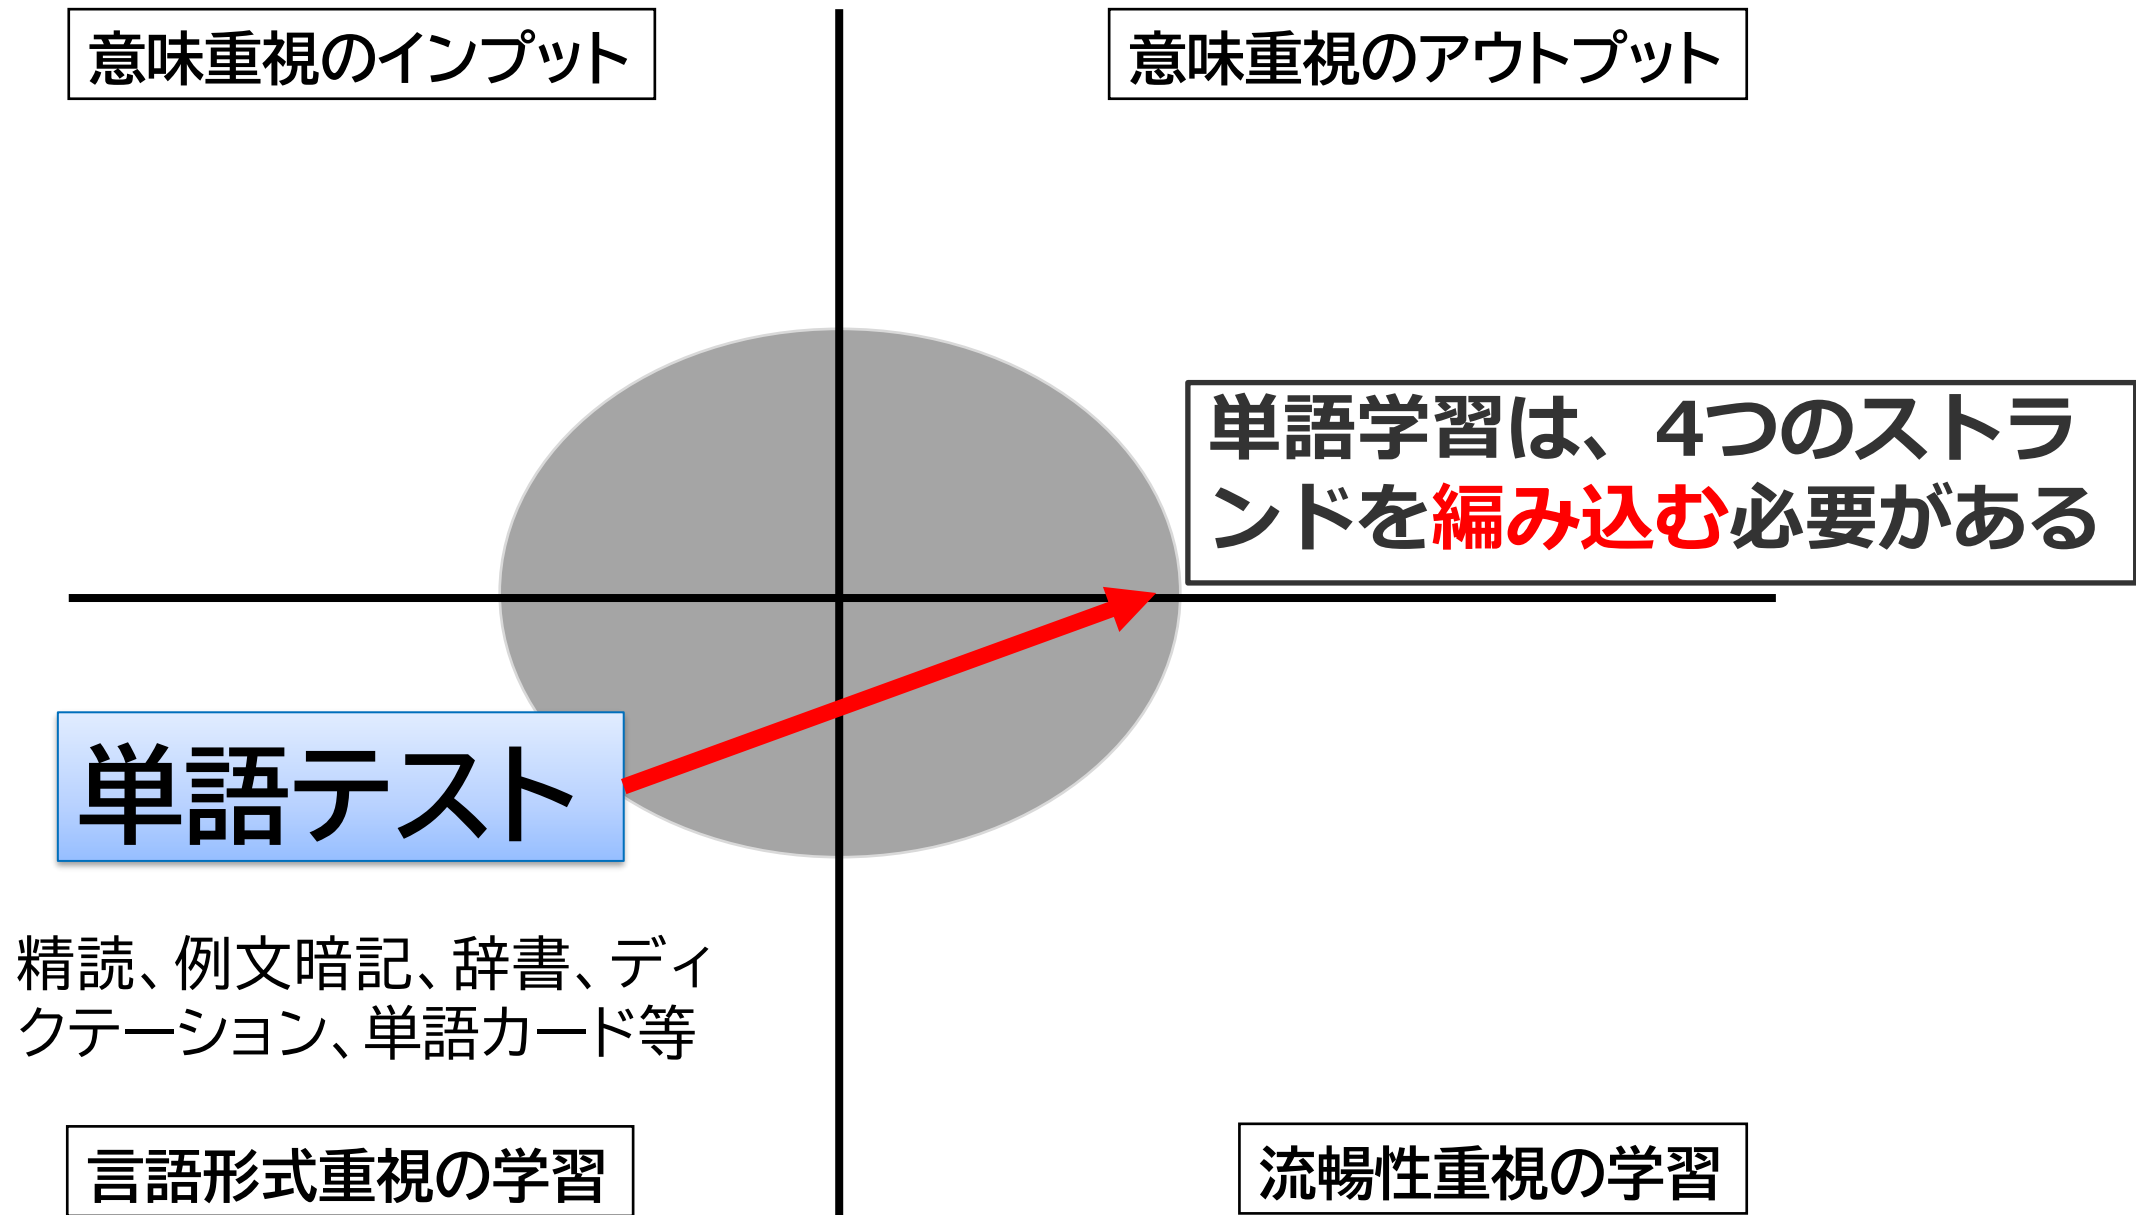 意味重視のインプット
意味重視のアウトプット
単語学習は、4つのストラ
ンドを編み込む必要がある
単語テスト
精読、例文暗記、辞書、ディ
クテーション、単語カード等
言語形式重視の学習
流暢性重視の学習